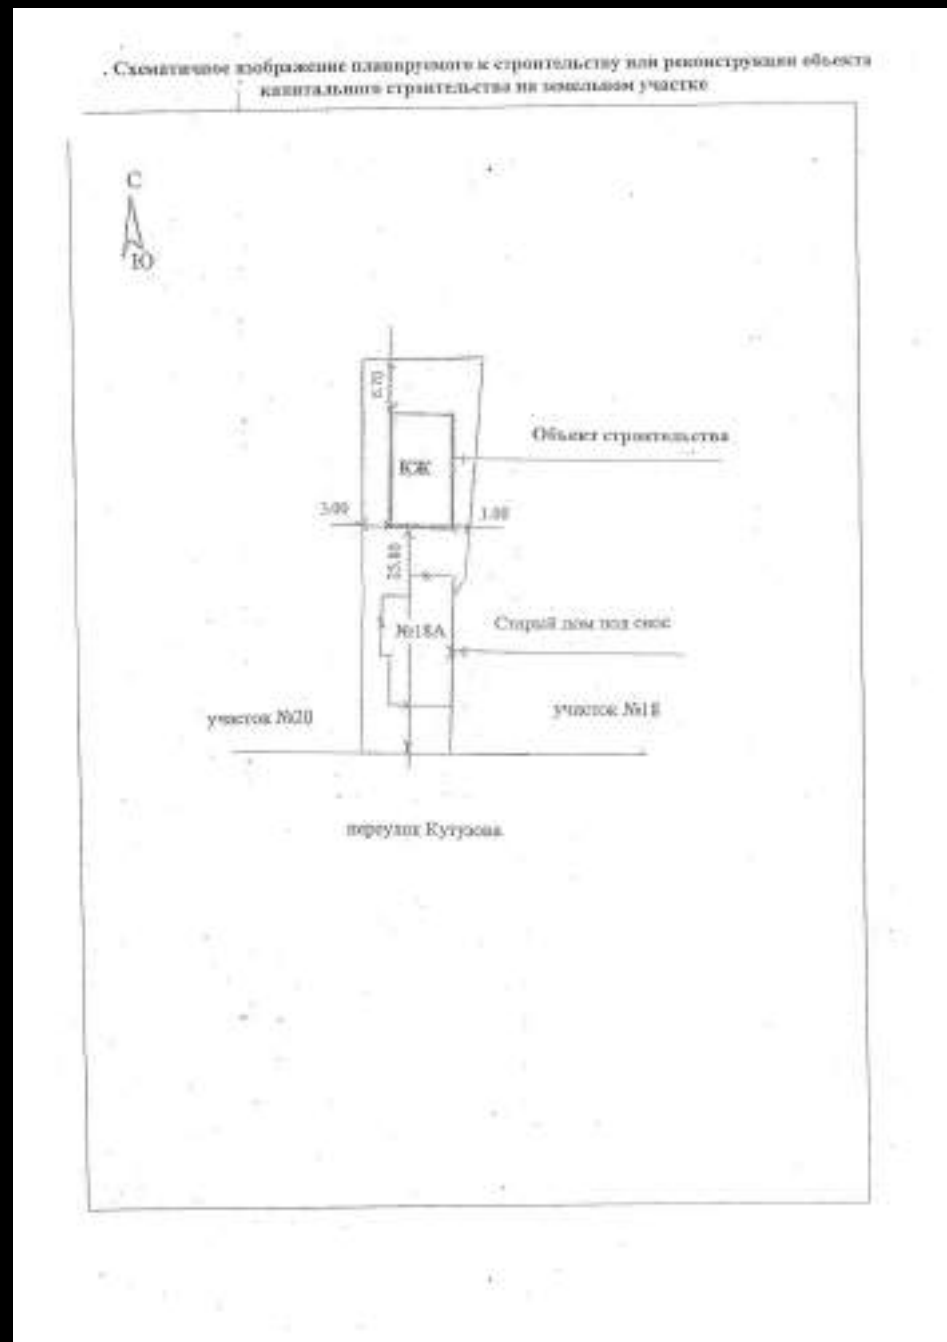 . Схематичное изображение планируемого к строительству или реконструкции объекта
капитального строительства на земельном участке
С
Ю
6.70
Объект строительства
КЖ
3.00
1.00
25.80
№18А
Старый дом под снос
участок №20
участок №18
переулок Кутузова